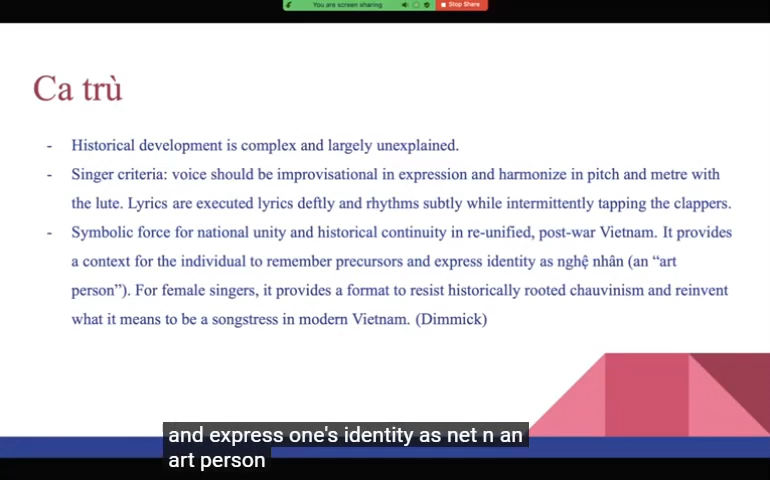 You are screen sharing
Stop Share
Ca trù
- Historical development is complex and largely unexplained.
- Singer criteria: voice should be improvisational in expression and harmonize in pitch and metre with
the lute. Lyrics are executed lyrics deftly and rhythms subtly while intermittently tapping the clappers.
- Symbolic force for national unity and historical continuity in re-unified, post-war Vietnam. It provides
a context for the individual to remember precursors and express identity as nghệ nhân (an “art
person”). For female singers, it provides a format to resist historically rooted chauvinism and reinvent
what it means to be a songstress in modern Vietnam. (Dimmick)
and express one's identity as net n an
art person